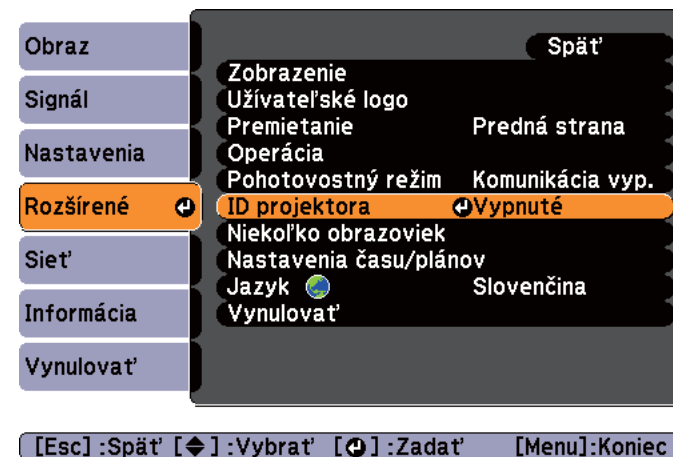 Obraz
Signál
Nastavenia
Rozšírené
Sieť
Informácia
Vynulovať
Späť
Zobrazenie
Užívateľské logo
Premietanie Predná strana
Operácia
Pohotovostný režim Komunikácia vyp.
ID projektora Vypnuté
Niekoľko obrazoviek
Nastavenia času/plánov
Jazyk Slovenčina
Vynulovať
[Esc] :Späť [] :Vybrať [] :Zadať [Menu]:Koniec